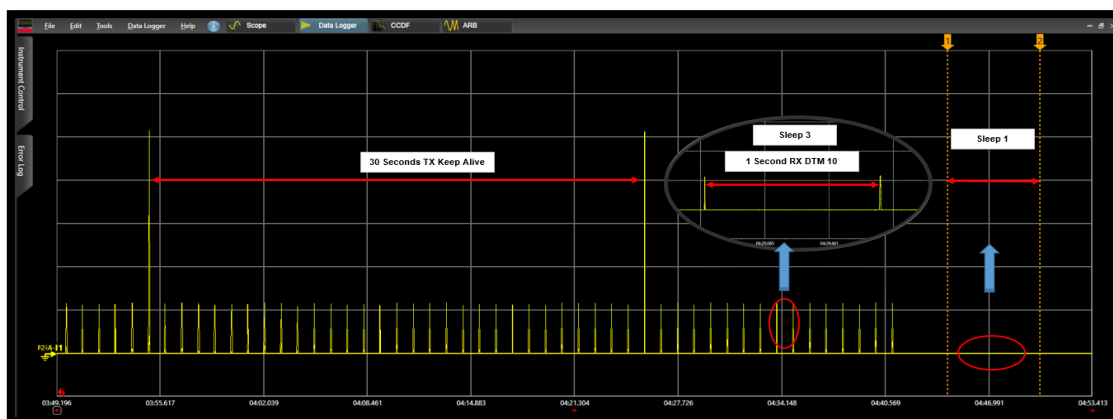 File Edit Tools Data Logger Help Scope Data Logger CCDF ARB
Instrument Control
Error Log
1 2
Sleep 3
Sleep 1
30 Seconds TX Keep Alive
1 Second RX DTM 10
03:49.196 03:55.617 04:02.039 04:08.461 04:14.883 04:21.304 04:27.726 04:34.148 04:40.569 04:46.991 04:53.413